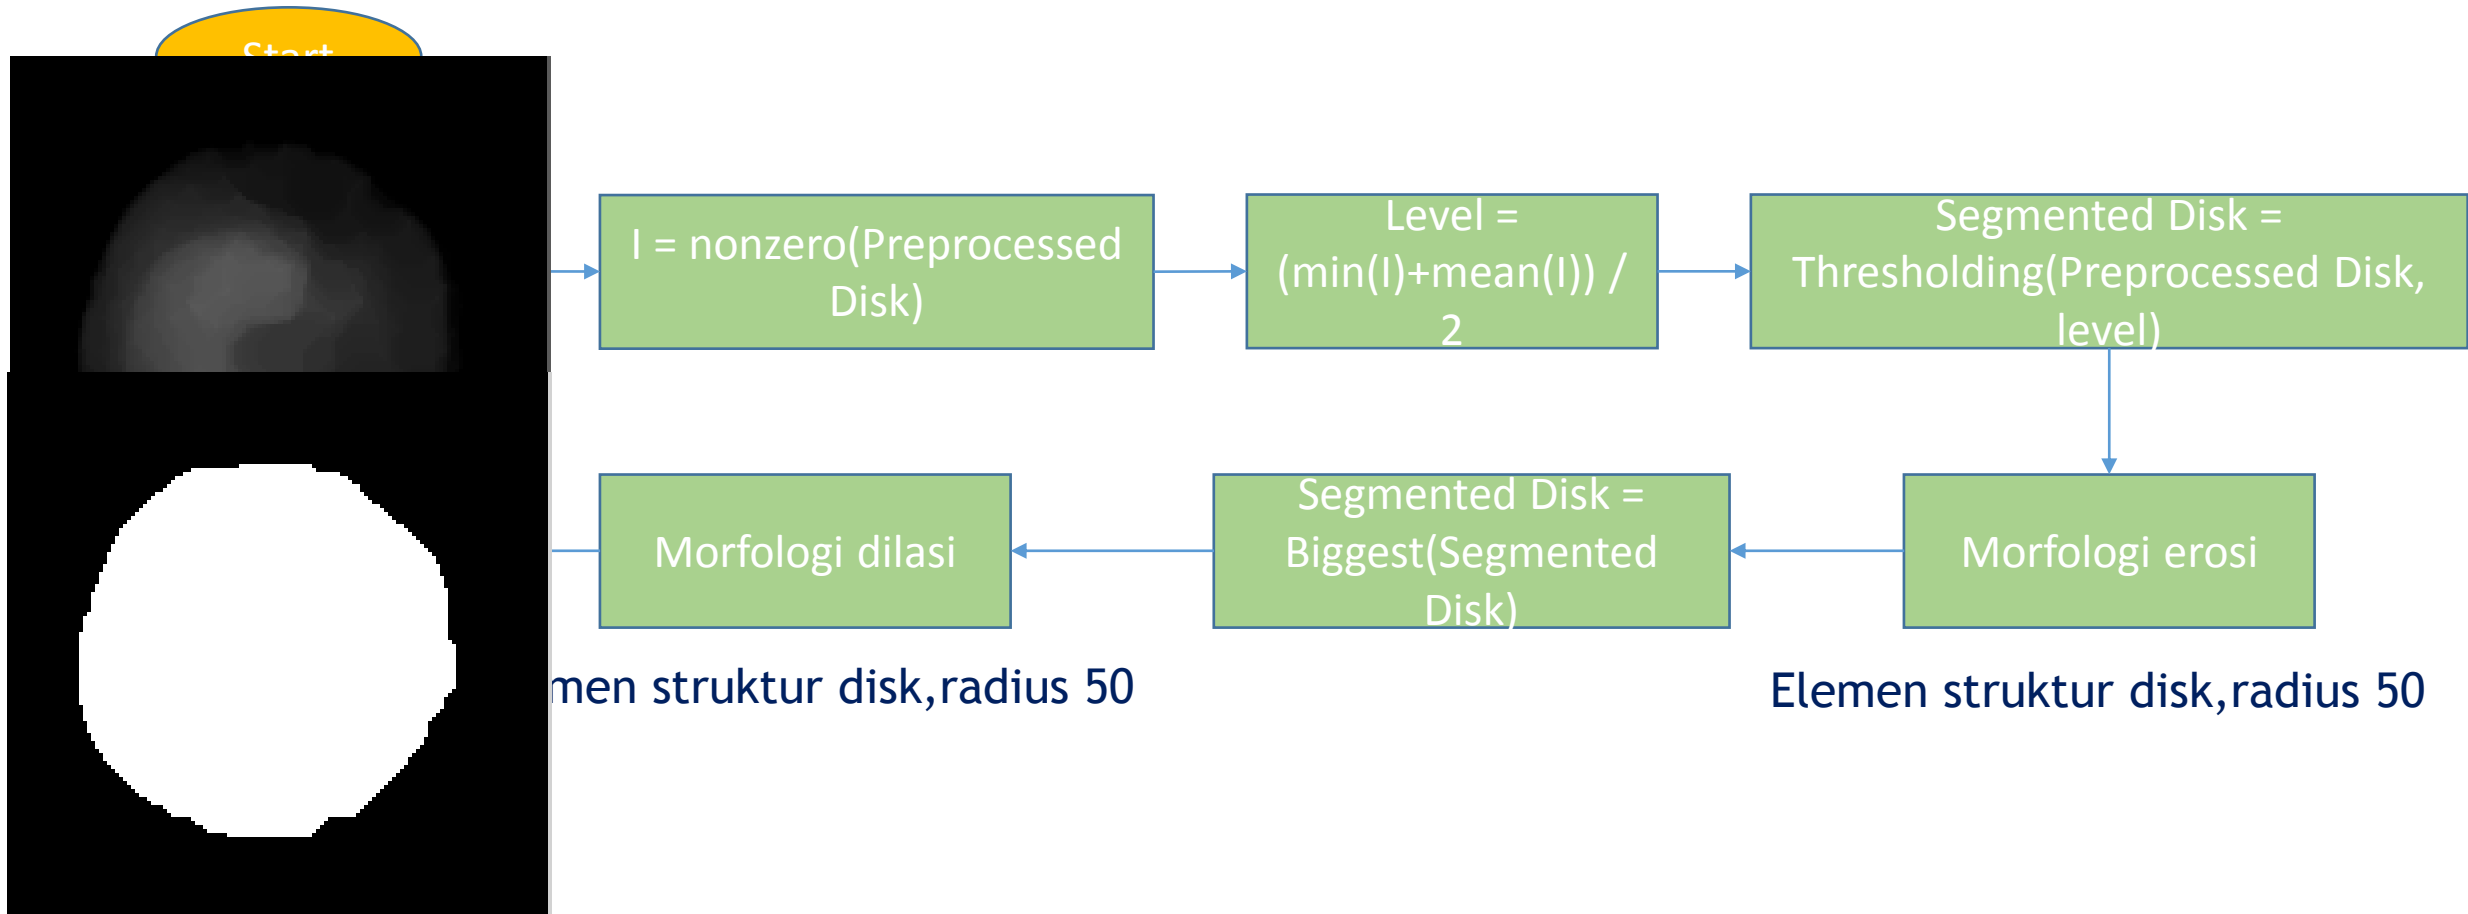 Start
I = nonzero(Preprocessed
Disk)
Level =
(min(I)+mean(I)) /
2
Segmented Disk =
Thresholding(Preprocessed Disk,
level)
Morfologi dilasi
Segmented Disk =
Biggest(Segmented
Disk)
Morfologi erosi
struktur disk,radius 50
Elemen struktur disk,radius 50